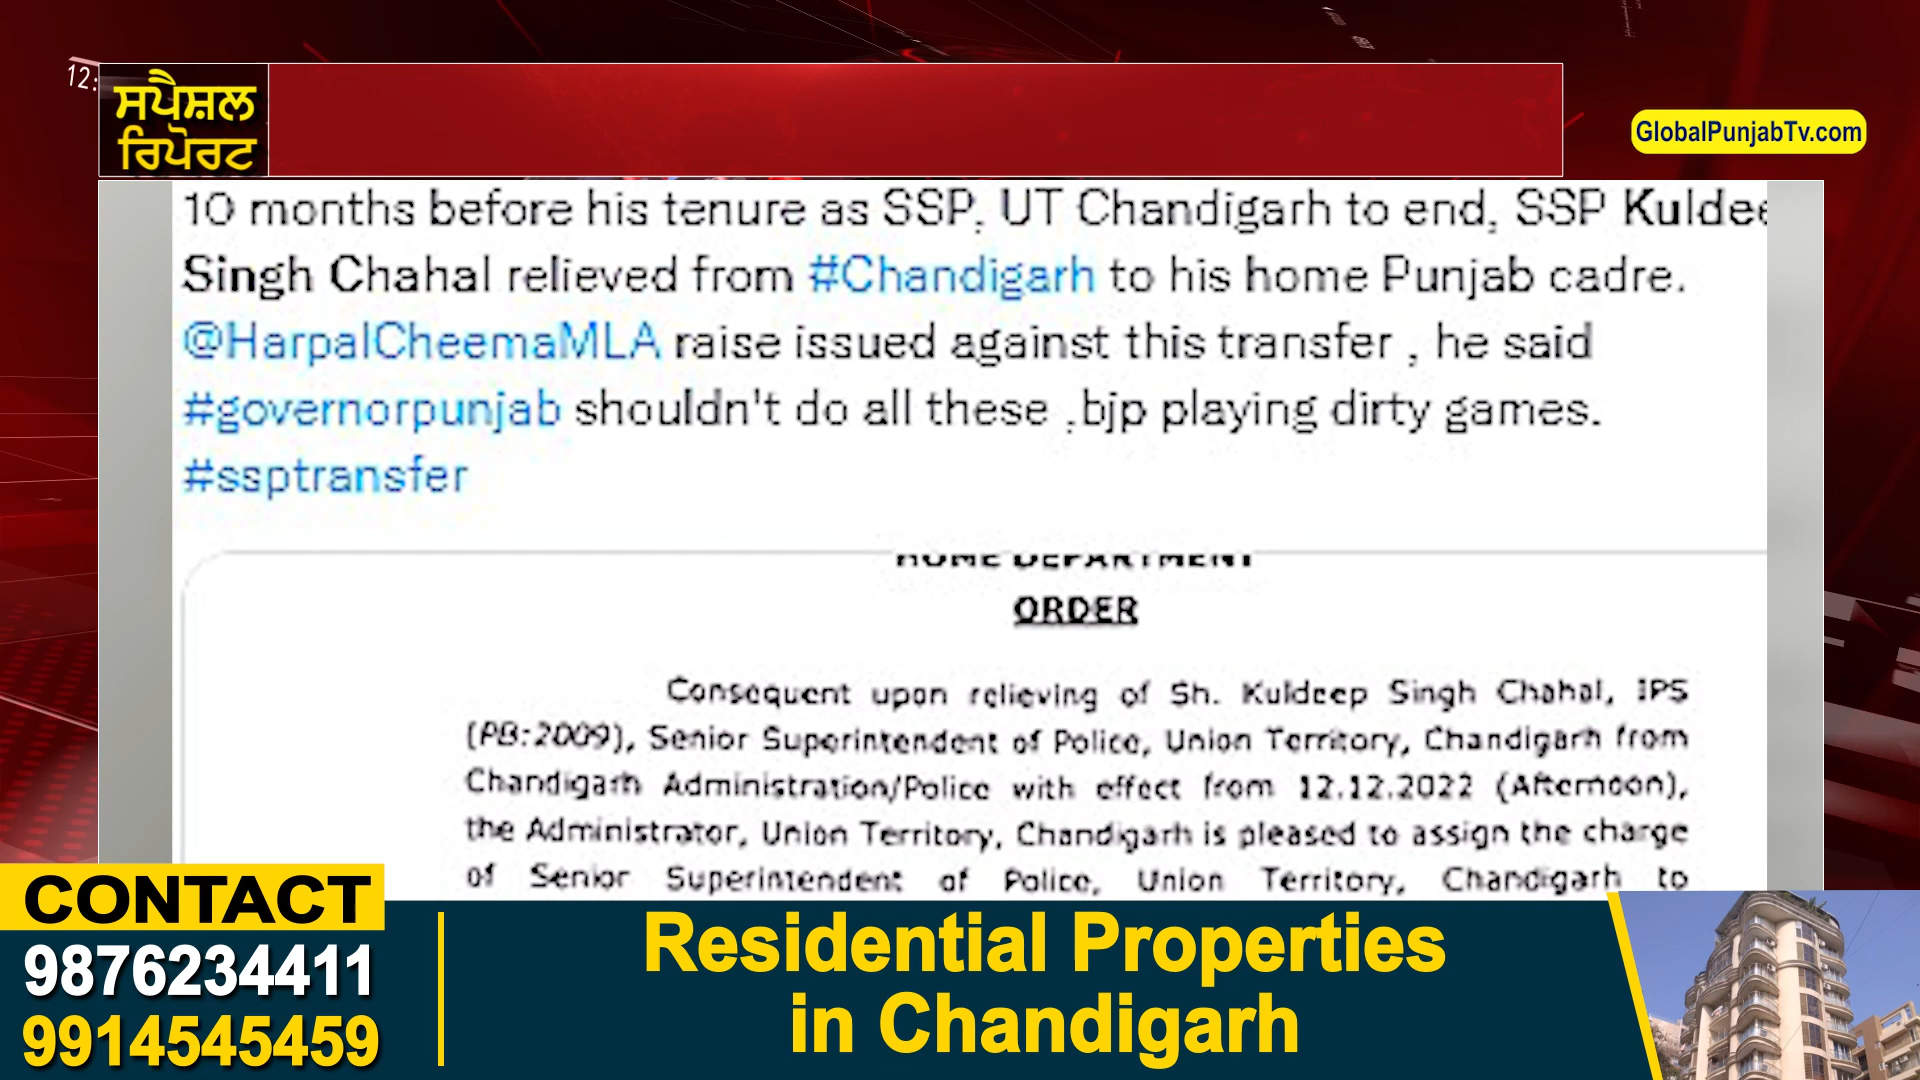 12:
ਸਪੈਸ਼ਲ
ਰਿਪੋਰਟ
GlobalPunjabTv.com
10 months before his tenure as SSP, UT Chandigarh to end, SSP Kuldee
Singh Chahal relieved from #Chandigarh to his home Punjab cadre.
@HarpalCheemaMLA raise issued against this transfer , he said
#governorpunjab shouldn't do all these ,bjp playing dirty games.
#ssptransfer
HOME DEPARTMENT
ORDER
Consequent upon relieving of Sh. Kuldeep Singh Chahal, IPS
(PB:2009), Senior Superintendent of Police, Union Territory, Chandigarh from
Chandigarh Administration/Police with effect from 12.12.2022 (Afternoon),
the Administrator, Union Territory, Chandigarh is pleased to assign the charge
of Senior Superintendent of Police, Union Territory, Chandigarh to
CONTACT
9876234411
9914545459
Residential Properties
in Chandigarh